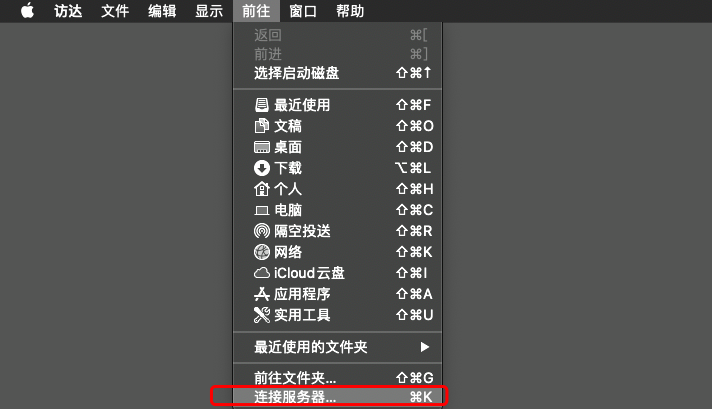 访达 文件 编辑 显示 前往 窗口 帮助
返回 ⌘[
前进 ⌘]
选择启动磁盘 ⇧⌘↑
最近使用 ⇧⌘F
文稿 ⇧⌘O
桌面 ⇧⌘D
下载 ⌥⌘L
个人 ⇧⌘H
电脑 ⇧⌘C
隔空投送 ⇧⌘R
网络 ⇧⌘K
iCloud云盘 ⇧⌘I
应用程序 ⇧⌘A
实用工具 ⇧⌘U
最近使用的文件夹 ▶
前往文件夹... ⇧⌘G
连接服务器... ⌘K